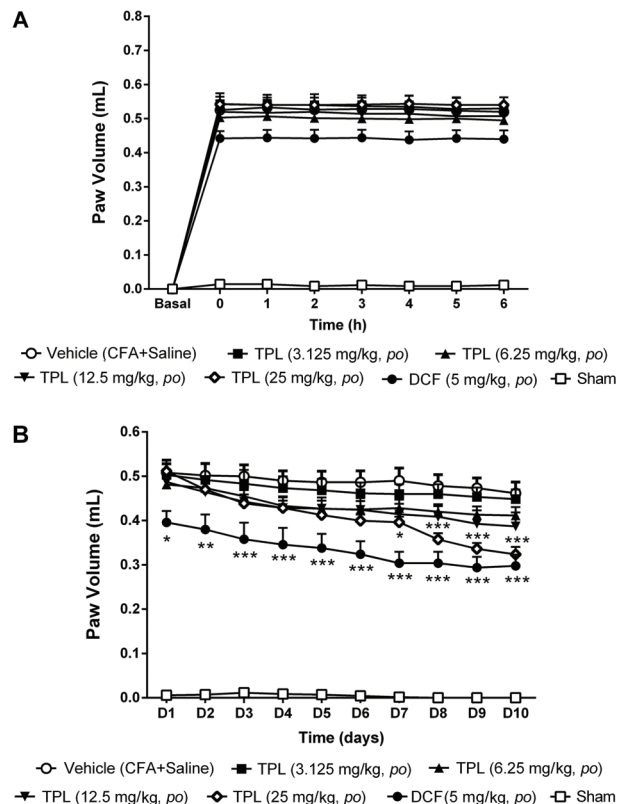 A
Paw Volume (mL)
0.8
0.7
0.6
0.5
0.4
0.3
0.2
0.1
0.0
Basal 0 1 2 3 4 5 6
Time (h)
Vehicle (CFA+Saline) TPL (3.125 mg/kg, po) TPL (6.25 mg/kg, po)
TPL (12.5 mg/kg, po) TPL (25 mg/kg, po) DCF (5 mg/kg, po) Sham
B
Paw Volume (mL)
0.6
0.5
0.4
0.3
0.2
0.1
0.0
* *** *** ***
* ** *** *** *** *** *** *** *** ***
D1 D2 D3 D4 D5 D6 D7 D8 D9 D10
Time (days)
Vehicle (CFA+Saline) TPL (3.125 mg/kg, po) TPL (6.25 mg/kg, po)
TPL (12.5 mg/kg, po) TPL (25 mg/kg, po) DCF(5 mg/kg, po) Sham